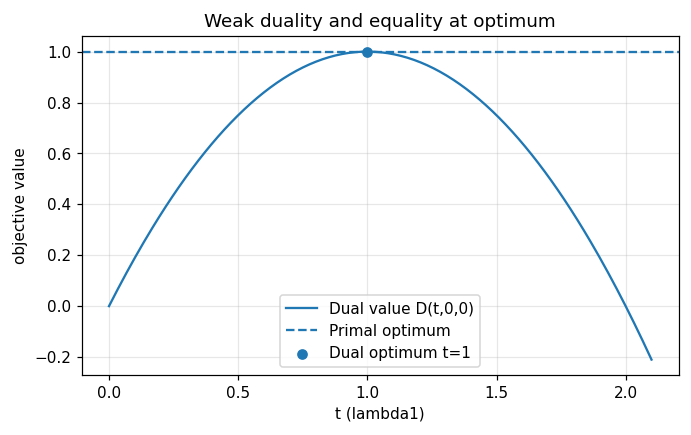 Weak duality and equality at optimum
objective value
1.0
0.8
0.6
0.4
0.2
0.0
−0.2
Dual value D(t,0,0)
Primal optimum
Dual optimum t=1
0.0 0.5 1.0 1.5 2.0
t (lambda1)